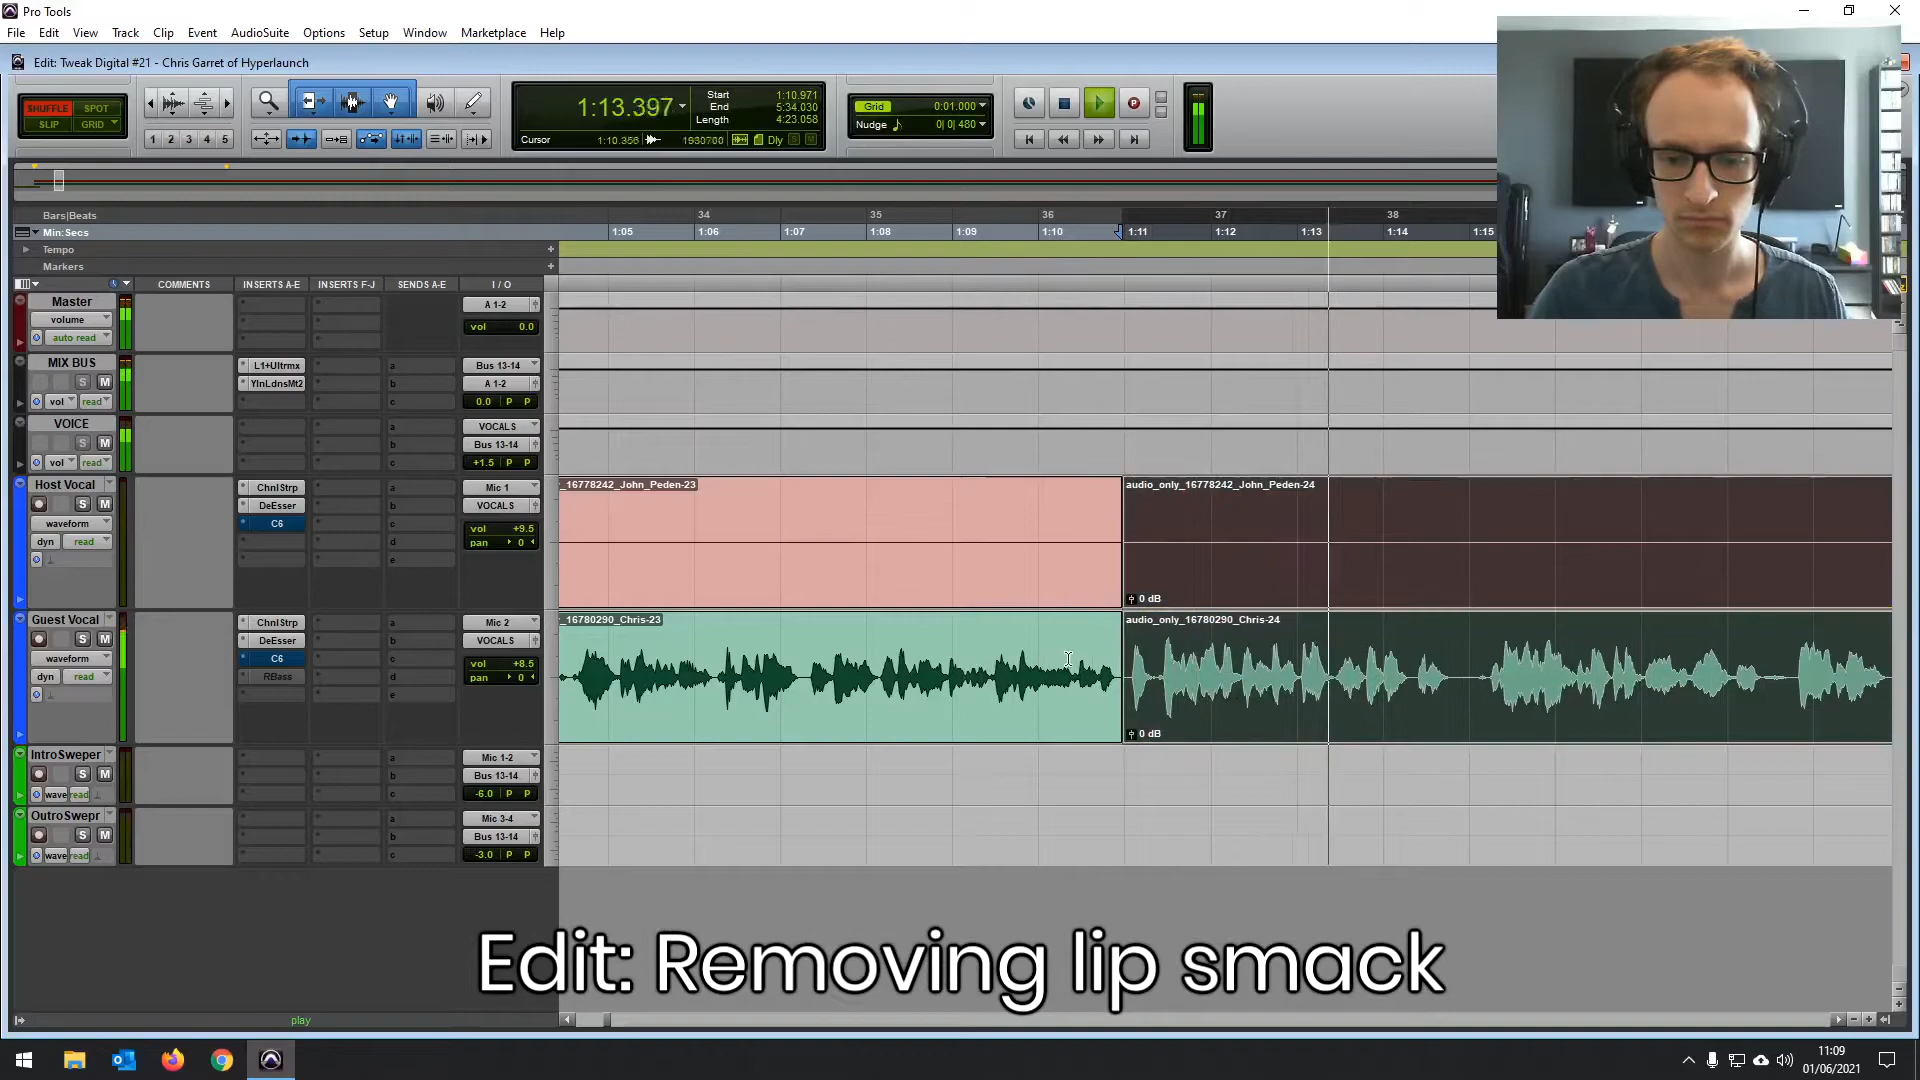 Pro Tools
File Edit View Track Clip Event AudioSuite Options Setup Window Marketplace Help
Edit: Tweak Digital #21 - Chris Garret of Hyperlaunch
SHUFFLE SPOT
SLIP GRID
1 2 3 4 5
1:13.397
Start 1:10.971
End 5:34.030
Length 4:23.058
Cursor 1:10.356 1930700 Dly S M
Grid 0:01.000
Nudge 0| 0| 480
Bars|Beats 34 35 36 37 38
Min:Secs 1:05 1:06 1:07 1:08 1:09 1:10 1:11 1:12 1:13 1:14 1:15
Tempo
Markers
COMMENTS INSERTS A-E INSERTS F-J SENDS A-E I / O
Master A 1-2
volume vol 0.0
auto read
MIX BUS L1+Ultrmx a Bus 13-14
S M YlnLdnsMt2 b A 1-2
vol read c 0.0 P P
VOICE a VOCALS
S M b Bus 13-14
vol read c +1.5 P P
Host Vocal ChnlStrp a Mic 1
S M DeEsser b VOCALS
waveform C6 c vol +9.5
dyn read d pan 0
e
_16778242_John_Peden-23 audio_only_16778242_John_Peden-24
0 dB
Guest Vocal ChnlStrp a Mic 2
S M DeEsser b VOCALS
waveform C6 c vol +8.5
dyn read RBass d pan 0
e
_16780290_Chris-23 audio_only_16780290_Chris-24
0 dB
IntroSweper a Mic 1-2
S M b Bus 13-14
wave read c -6.0 P P
OutroSwepr a Mic 3-4
S M b Bus 13-14
wave read c -3.0 P P
Edit: Removing lip smack
play
11:09
01/06/2021